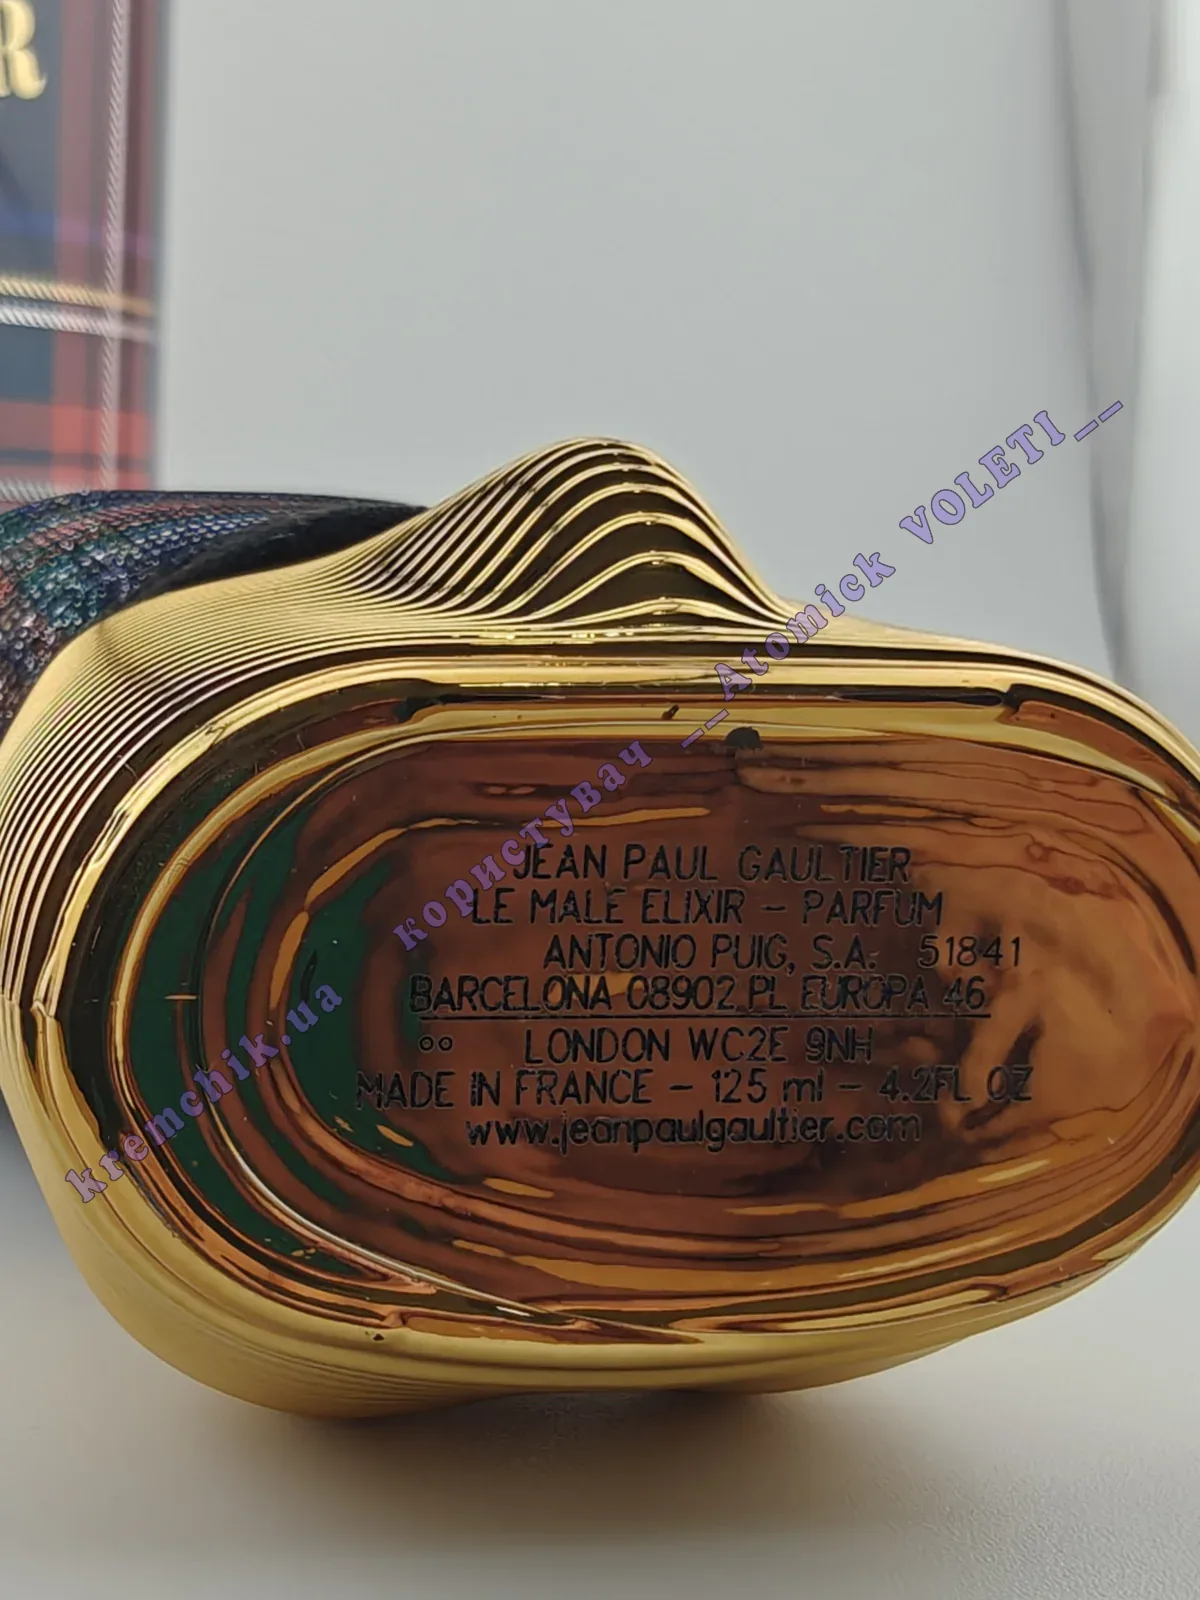 R
JEAN PAUL GAULTIER
LE MALE ELIXIR – PARFUM
ANTONIO PUIG, S.A. 51841
BARCELONA 08902 PL EUROPA 46
LONDON WC2E 9NH
MADE IN FRANCE – 125 ml – 4.2FL OZ
www.jeanpaulgaultier.com
kremchik.ua користувач __Atomick VOLETI__